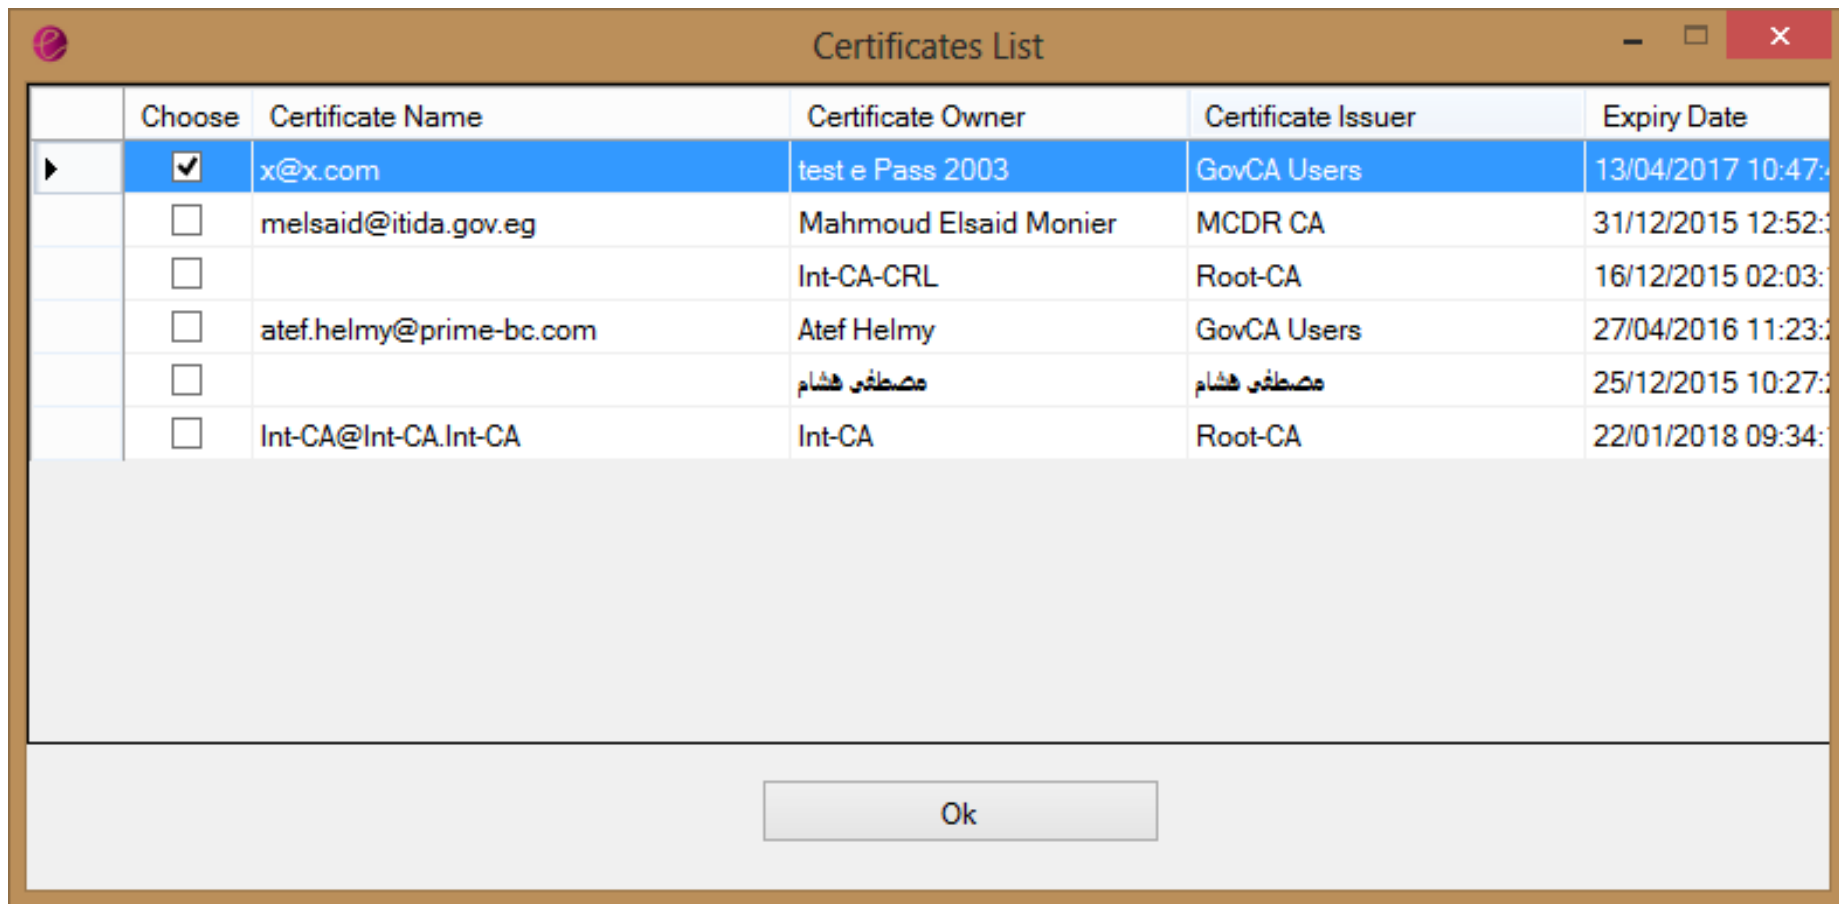 Certificates List
Choose Certificate Name Certificate Owner Certificate Issuer Expiry Date
x@x.com test e Pass 2003 GovCA Users 13/04/2017 10:47:
melsaid@itida.gov.eg Mahmoud Elsaid Monier MCDR CA 31/12/2015 12:52:
Int-CA-CRL Root-CA 16/12/2015 02:03:
atef.helmy@prime-bc.com Atef Helmy GovCA Users 27/04/2016 11:23:
مصطفى هشام مصطفى هشام 25/12/2015 10:27:
Int-CA@Int-CA.Int-CA Int-CA Root-CA 22/01/2018 09:34:
Ok